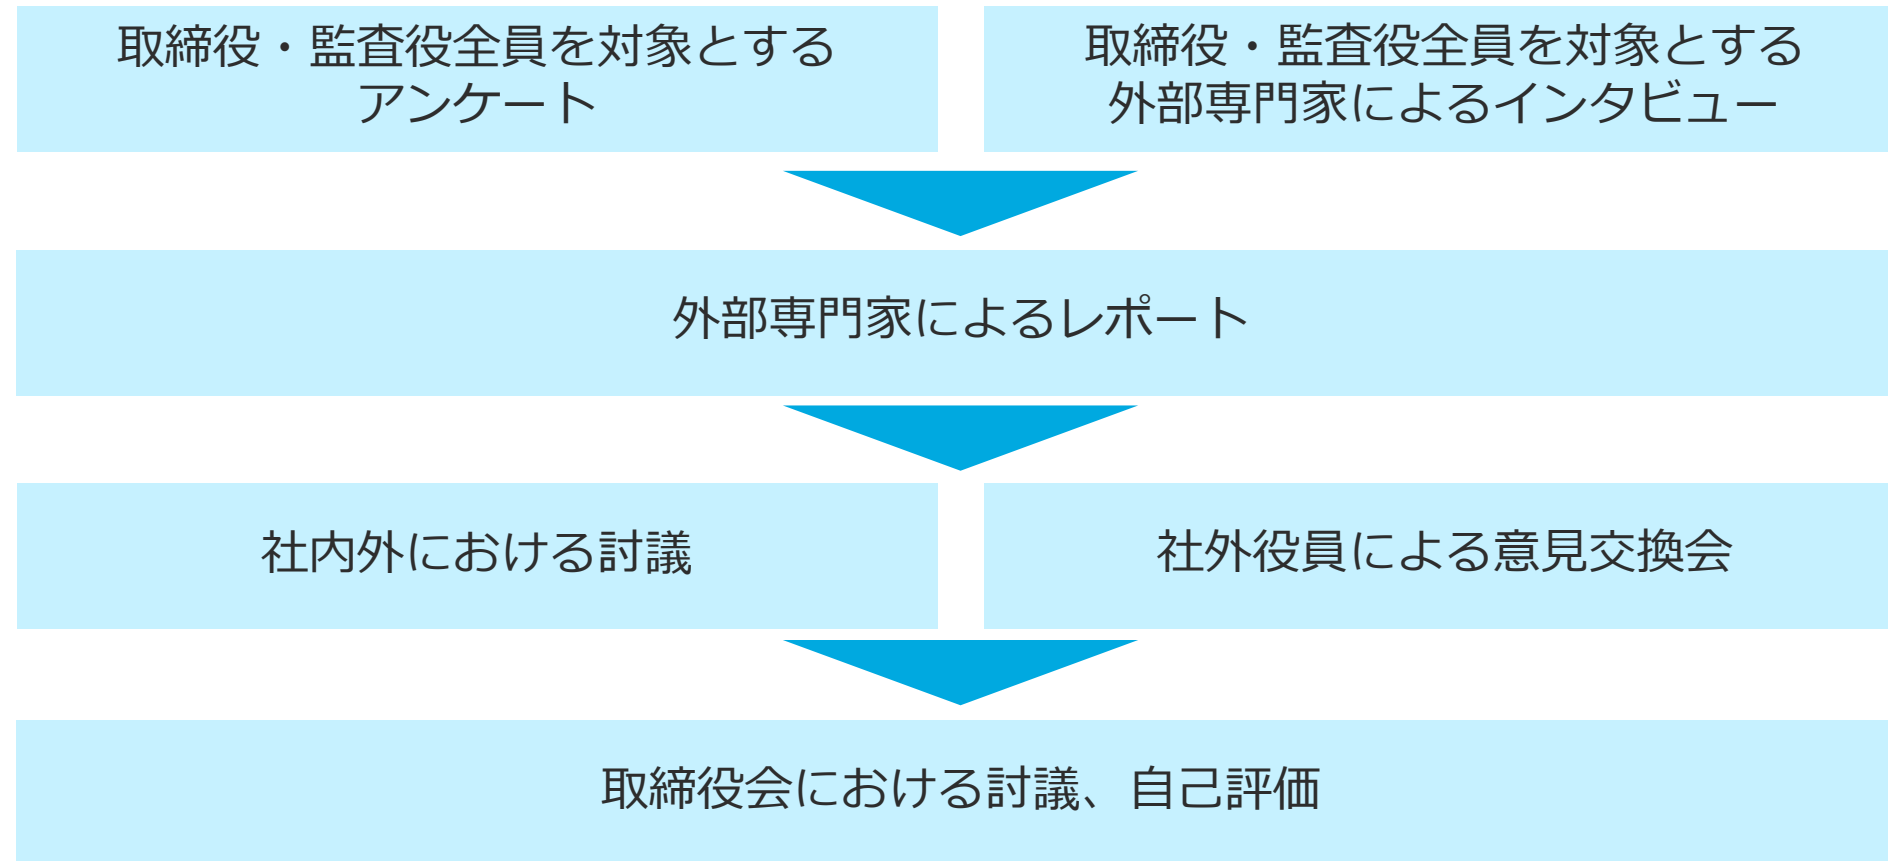 取締役・監査役全員を対象とする
アンケート
取締役・監査役全員を対象とする
外部専門家によるインタビュー
外部専門家によるレポート
社内外における討議
社外役員による意見交換会
取締役会における討議、自己評価